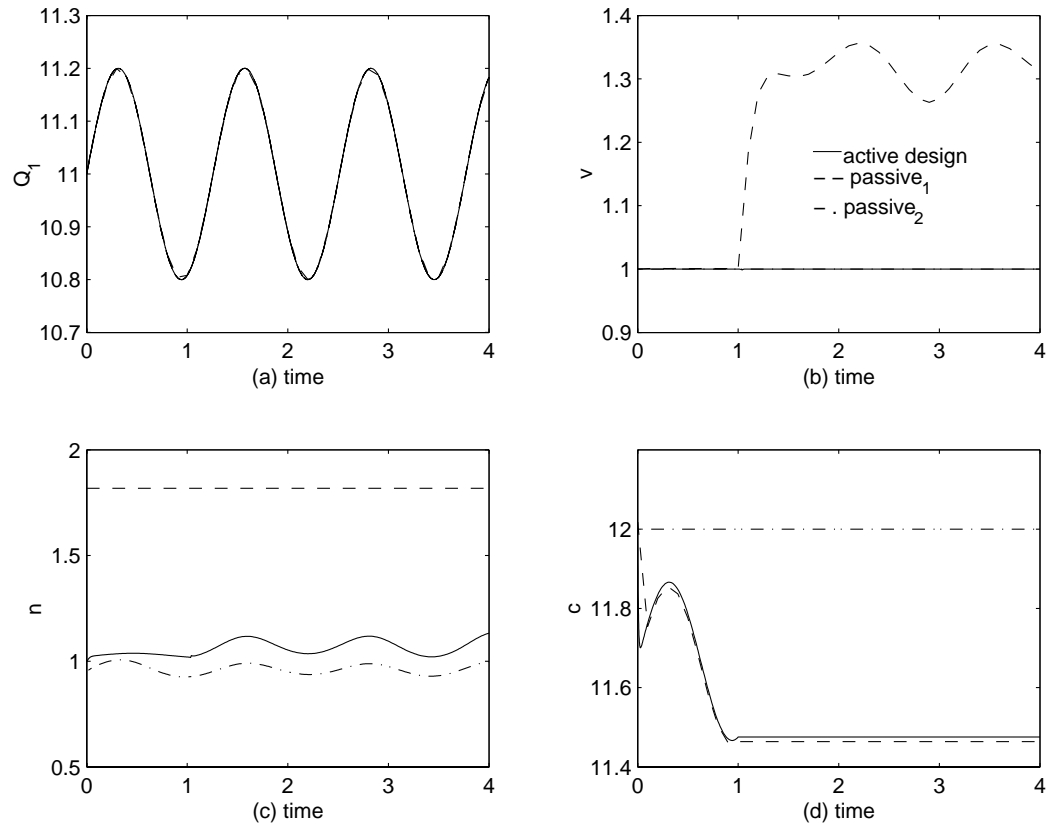 11.3
11.2
11.1
11
10.9
10.8
10.7
0 1 2 3 4
Q1
(a) time
1.4
1.3
1.2
1.1
1
0.9
0 1 2 3 4
v
(b) time
active design
passive1
passive2
2
1.5
1
0.5
0 1 2 3 4
n
(c) time
12
11.8
11.6
11.4
0 1 2 3 4
c
(d) time